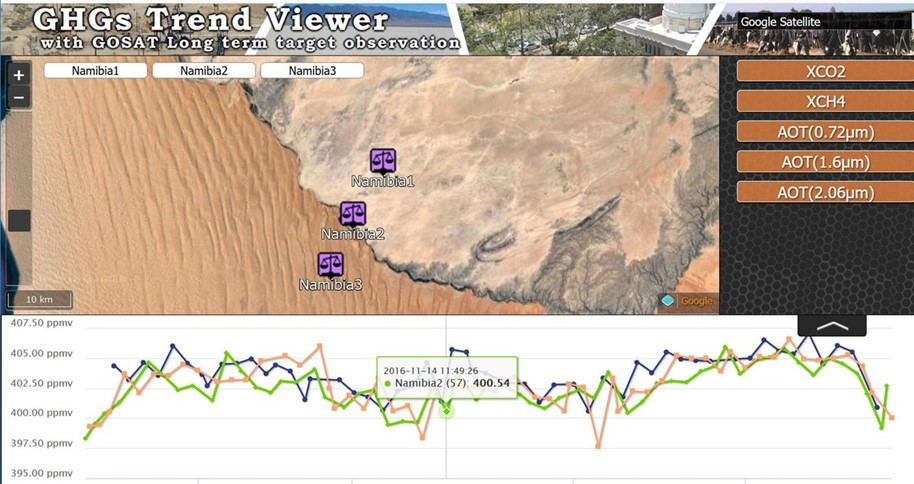 GHGs Trend Viewer
with GOSAT Long term target observation
Google Satellite
+
−
Namibia1
Namibia2
Namibia3
XCO2
XCH4
AOT(0.72μm)
AOT(1.6μm)
AOT(2.06μm)
Namibia1
Namibia2
Namibia3
10 km
Google
407.50 ppmv
405.00 ppmv
402.50 ppmv
400.00 ppmv
397.50 ppmv
395.00 ppmv
2016-11-14 11:49:26
Namibia2 (57): 400.54